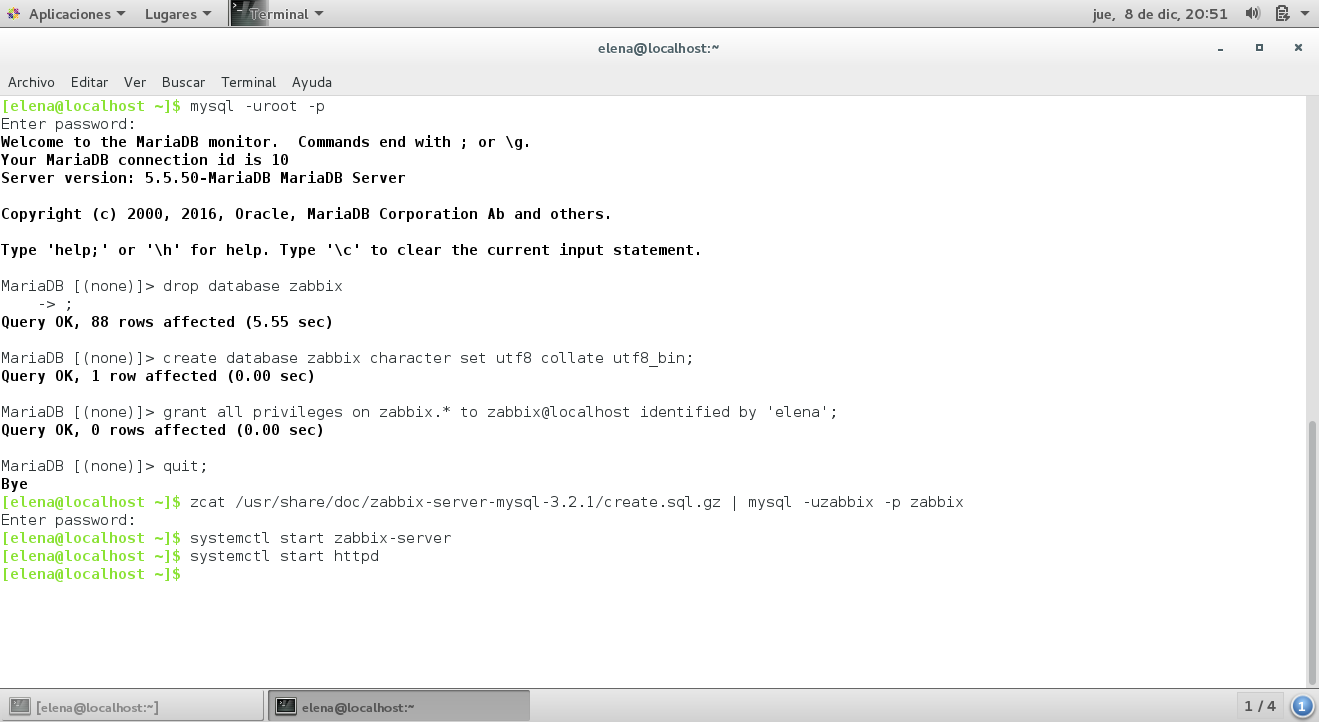 Aplicaciones Lugares Terminal jue, 8 de dic, 20:51
elena@localhost:~
Archivo Editar Ver Buscar Terminal Ayuda
[elena@localhost ~]$ mysql -uroot -p
Enter password:
Welcome to the MariaDB monitor.  Commands end with ; or \g.
Your MariaDB connection id is 10
Server version: 5.5.50-MariaDB MariaDB Server
Copyright (c) 2000, 2016, Oracle, MariaDB Corporation Ab and others.
Type 'help;' or '\h' for help. Type '\c' to clear the current input statement.
MariaDB [(none)]> drop database zabbix
    -> ;
Query OK, 88 rows affected (5.55 sec)
MariaDB [(none)]> create database zabbix character set utf8 collate utf8_bin;
Query OK, 1 row affected (0.00 sec)
MariaDB [(none)]> grant all privileges on zabbix.* to zabbix@localhost identified by 'elena';
Query OK, 0 rows affected (0.00 sec)
MariaDB [(none)]> quit;
Bye
[elena@localhost ~]$ zcat /usr/share/doc/zabbix-server-mysql-3.2.1/create.sql.gz | mysql -uzabbix -p zabbix
Enter password:
[elena@localhost ~]$ systemctl start zabbix-server
[elena@localhost ~]$ systemctl start httpd
[elena@localhost ~]$
[elena@localhost:~] elena@localhost:~ 1 / 4 1